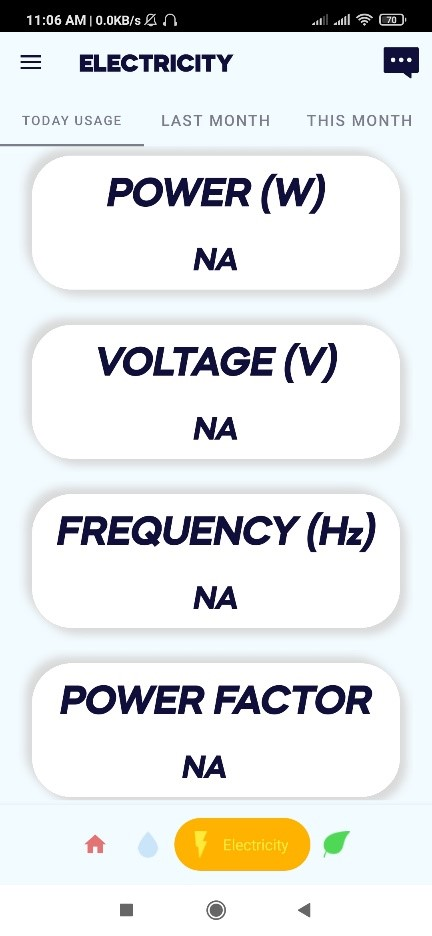 11:06 AM | 0.0KB/s 70
ELECTRICITY
TODAY USAGE LAST MONTH THIS MONTH
POWER (W)
NA
VOLTAGE (V)
NA
FREQUENCY (Hz)
NA
POWER FACTOR
NA
Electricity